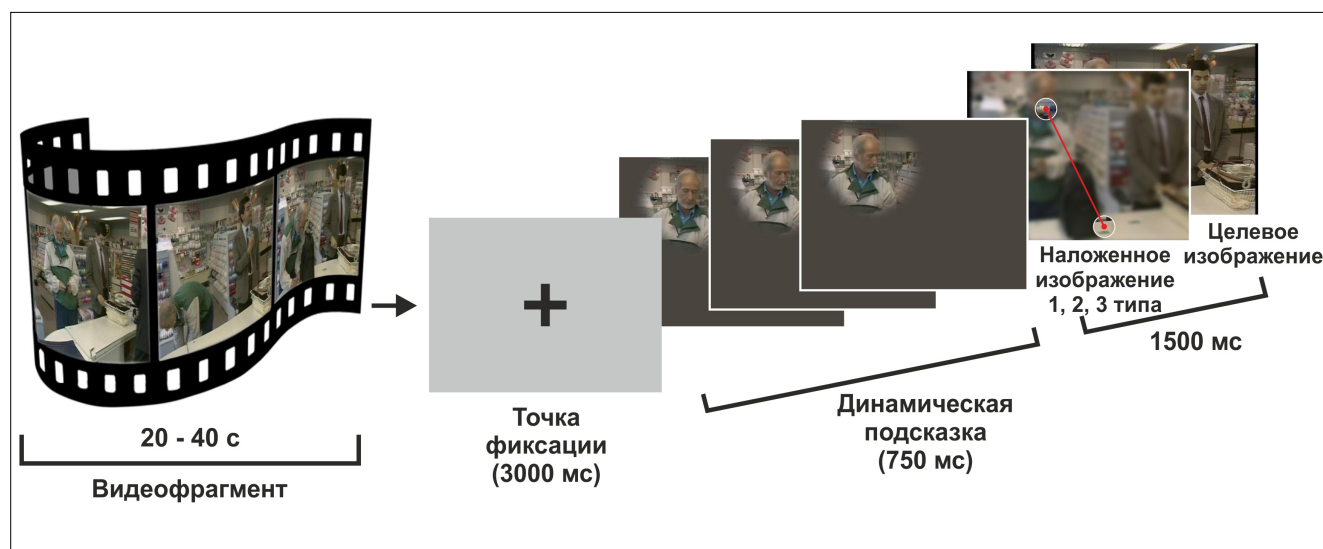 20 - 40 с
Видеофрагмент
Точка
фиксации
(3000 мс)
Динамическая
подсказка
(750 мс)
Наложенное
изображение
1, 2, 3 типа
Целевое
изображение
1500 мс